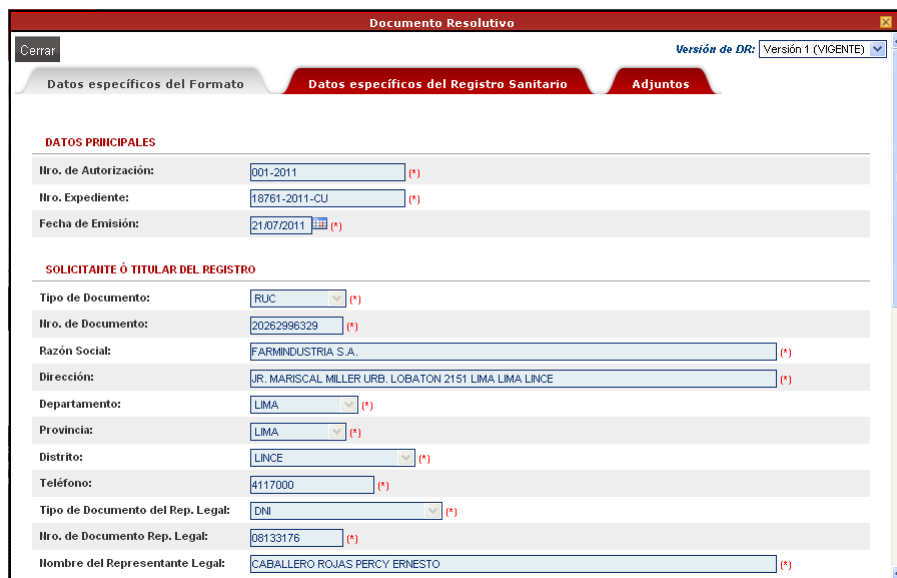 Documento Resolutivo
Cerrar
Versión de DR: Versión 1 (VIGENTE)
Datos específicos del Formato
Datos específicos del Registro Sanitario
Adjuntos
DATOS PRINCIPALES
Nro. de Autorización: 001-2011 (*)
Nro. Expediente: 18761-2011-CU (*)
Fecha de Emisión: 21/07/2011 (*)
SOLICITANTE Ó TITULAR DEL REGISTRO
Tipo de Documento: RUC (*)
Nro. de Documento: 20262996329 (*)
Razón Social: FARMINDUSTRIA S.A. (*)
Dirección: JR. MARISCAL MILLER URB. LOBATON 2151 LIMA LIMA LINCE (*)
Departamento: LIMA (*)
Provincia: LIMA (*)
Distrito: LINCE (*)
Teléfono: 4117000 (*)
Tipo de Documento del Rep. Legal: DNI (*)
Nro. de Documento Rep. Legal: 08133176 (*)
Nombre del Representante Legal: CABALLERO ROJAS PERCY ERNESTO (*)